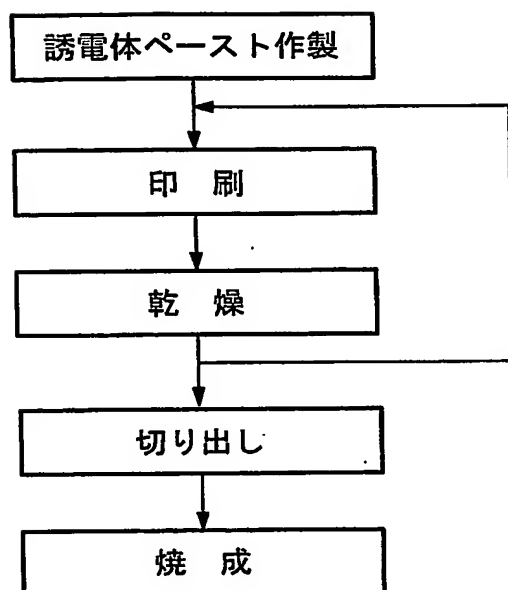 誘電体ペースト作製
印 刷
乾 燥
切り出し
焼 成